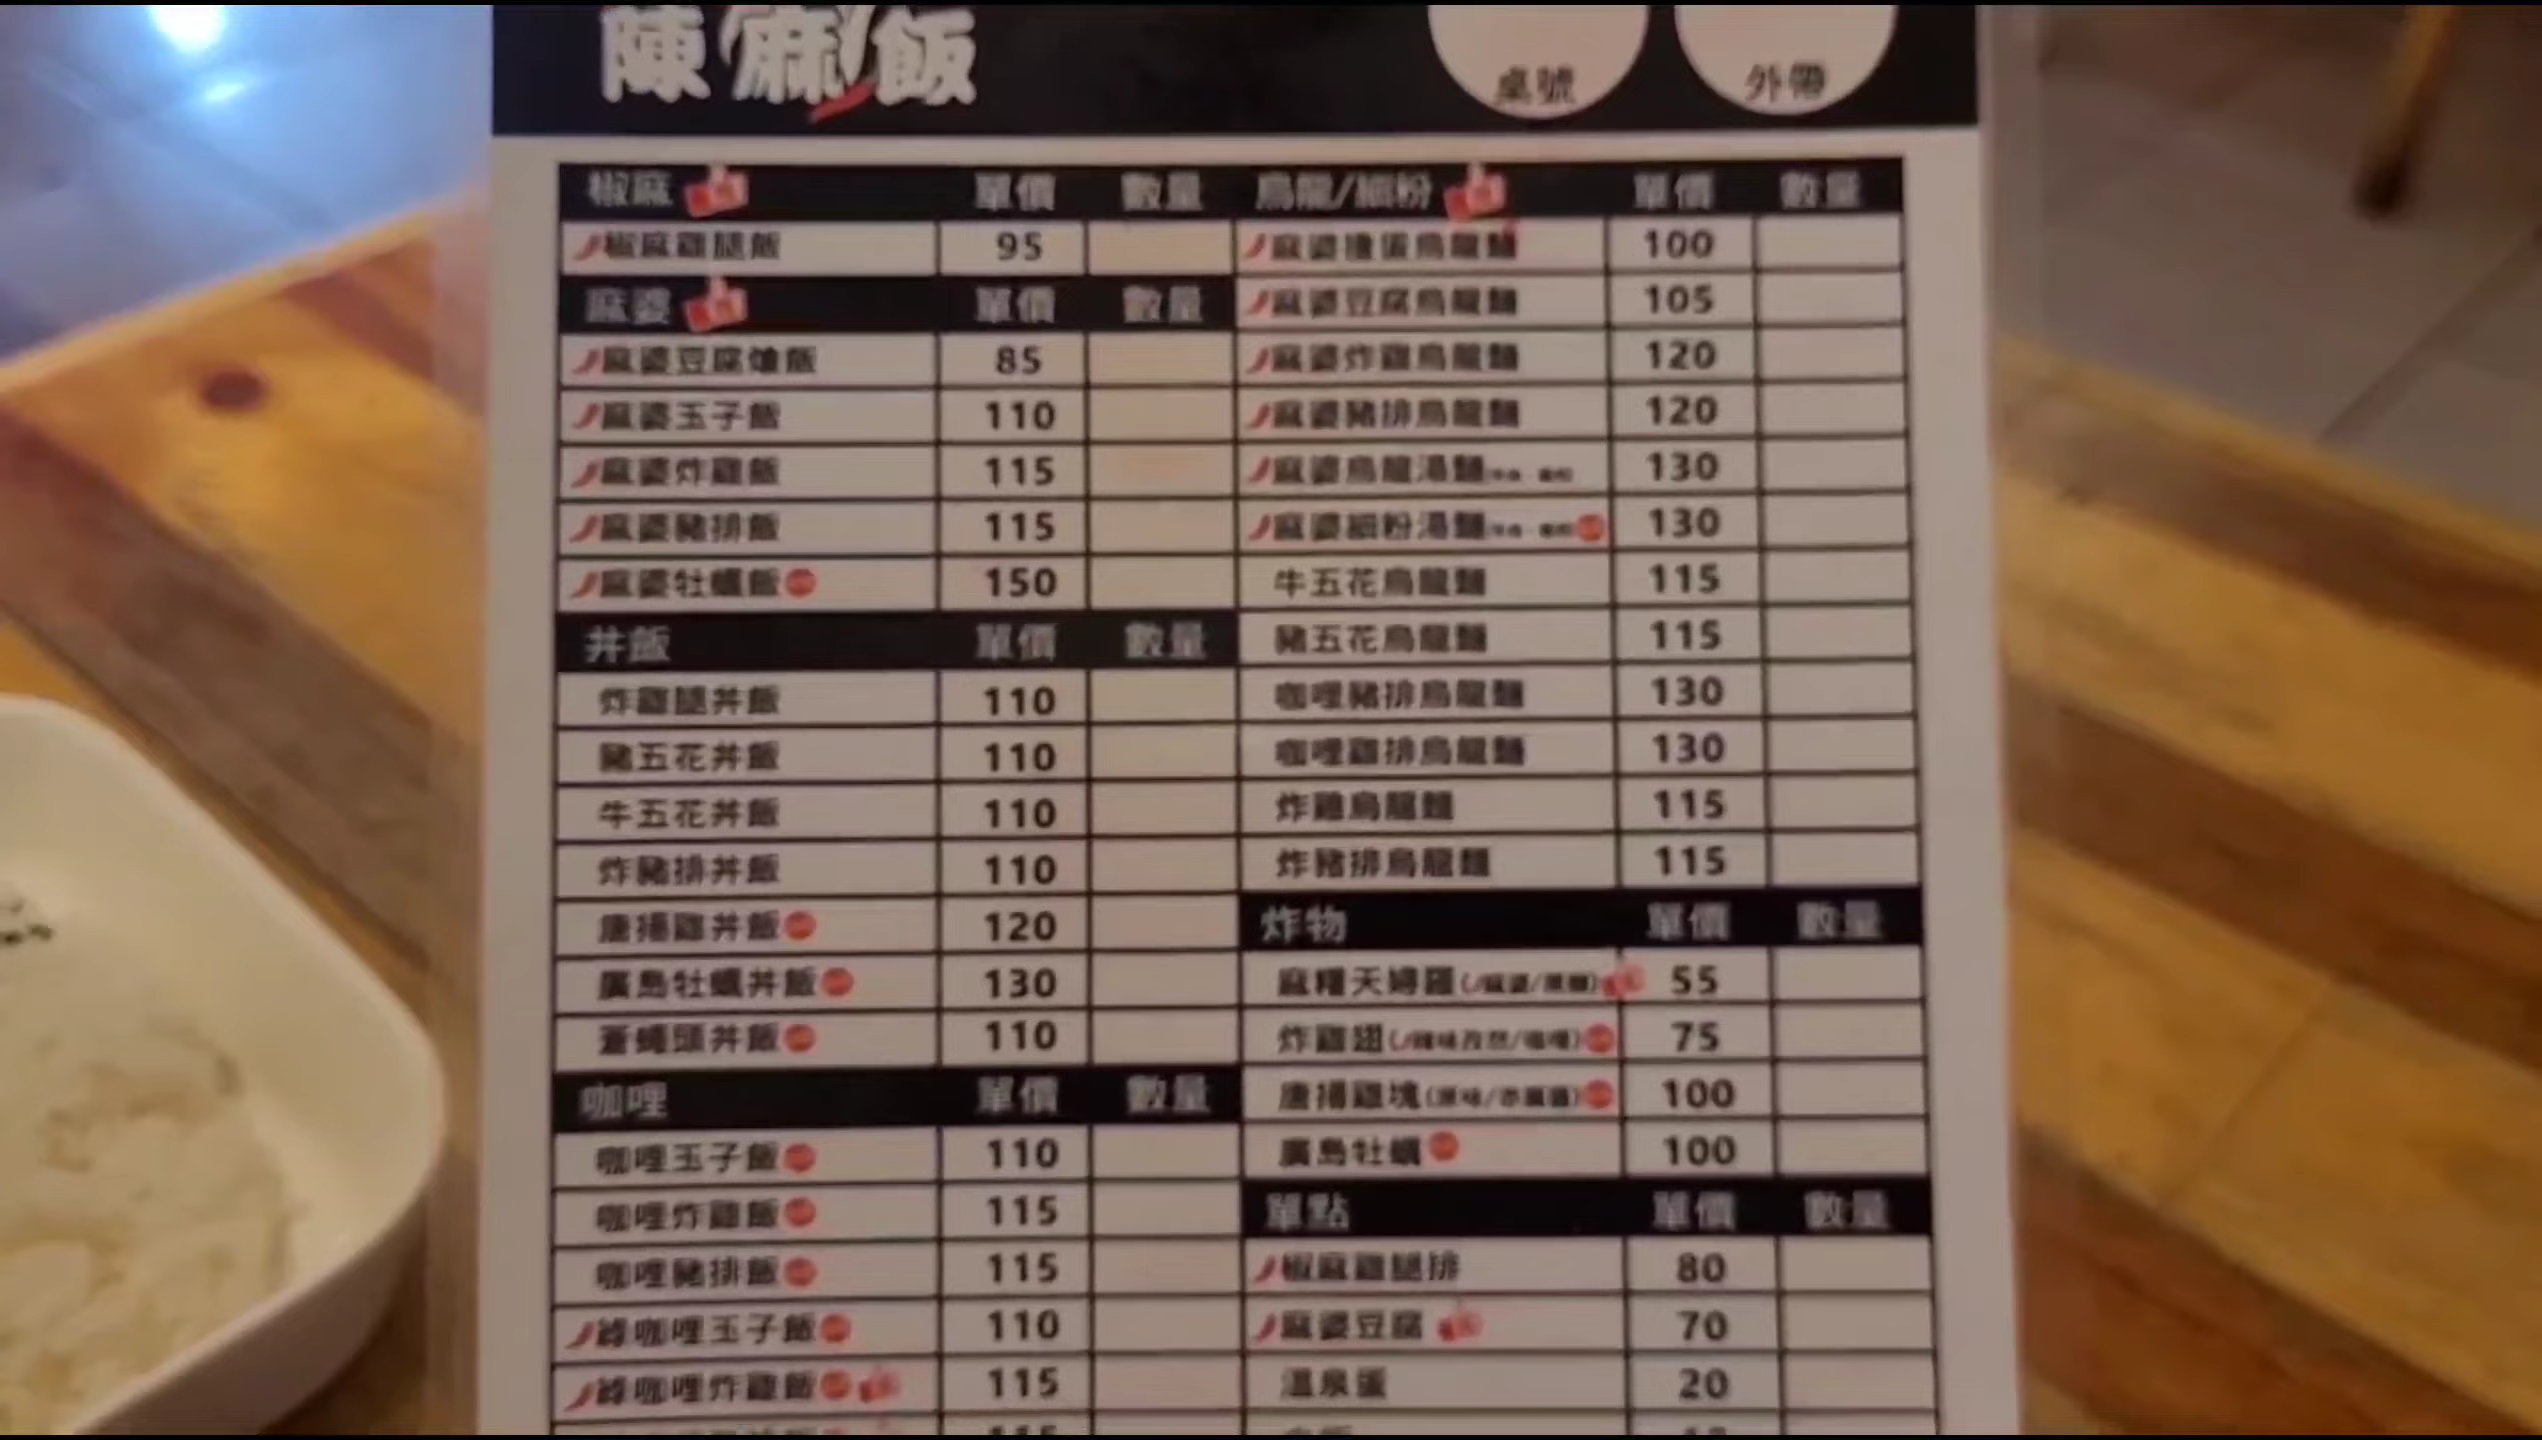 陳麻飯
桌號 外帶
椒麻 單價 數量
椒麻雞腿飯 95
麻婆 單價 數量
麻婆豆腐燴飯 85
麻婆玉子飯 110
麻婆炸雞飯 115
麻婆豬排飯 115
麻婆牡蠣飯 150
丼飯 單價 數量
炸雞腿丼飯 110
豬五花丼飯 110
牛五花丼飯 110
炸豬排丼飯 110
唐揚雞丼飯 120
廣島牡蠣丼飯 130
蒼蠅頭丼飯 110
咖哩 單價 數量
咖哩玉子飯 110
咖哩炸雞飯 115
咖哩豬排飯 115
咖哩玉子飯 110
咖哩炸雞飯 115
烏龍/細粉 單價 數量
麻婆烏龍麵 100
麻婆豆腐烏龍麵 105
麻婆炸雞烏龍麵 120
麻婆豬排烏龍麵 120
麻婆烏龍湯麵 130
麻婆細粉湯麵 130
牛五花烏龍麵 115
豬五花烏龍麵 115
咖哩豬排烏龍麵 130
咖哩雞排烏龍麵 130
炸雞烏龍麵 115
炸豬排烏龍麵 115
炸物 單價 數量
麻糬天婦羅 55
炸雞翅 75
唐揚雞塊 100
廣島牡蠣 100
單點 單價 數量
椒麻雞腿排 80
麻婆豆腐 70
溫泉蛋 20